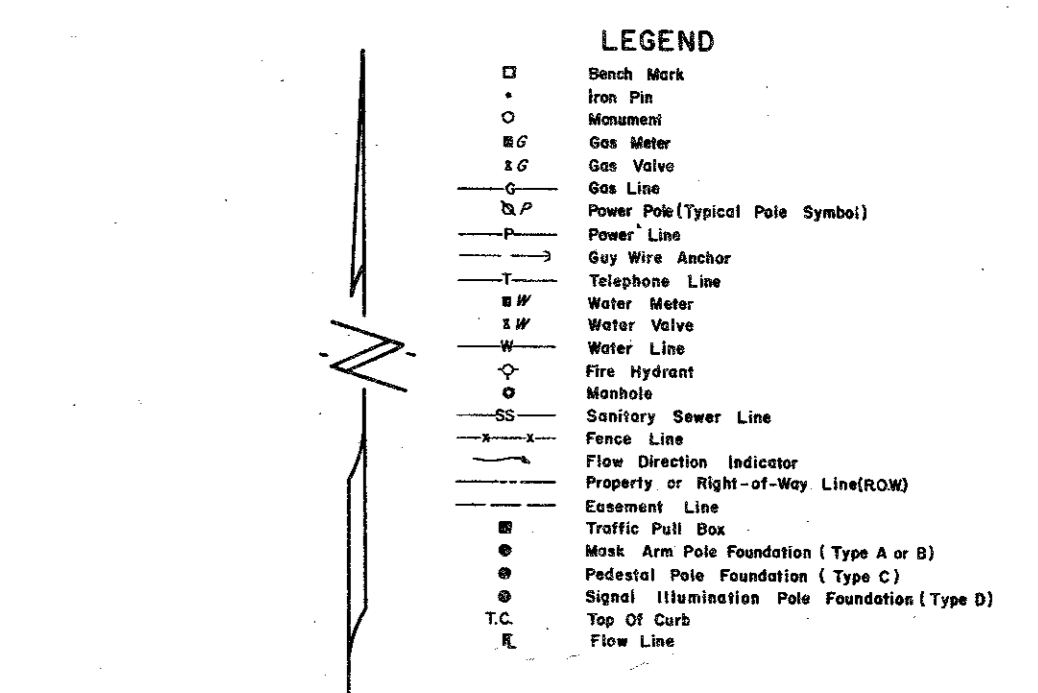 LEGEND
Bench Mark
Iron Pin
Monument
G Gas Meter
G Gas Valve
G Gas Line
P Power Pole (Typical Pole Symbol)
P Power Line
Guy Wire Anchor
T Telephone Line
W Water Meter
W Water Valve
W Water Line
Fire Hydrant
Manhole
SS Sanitary Sewer Line
x x Fence Line
Flow Direction Indicator
Property or Right-of-Way Line (R.O.W.)
Easement Line
Traffic Pull Box
Mask Arm Pole Foundation ( Type A or B )
Pedestal Pole Foundation ( Type C )
Signal Illumination Pole Foundation ( Type D )
T.C. Top Of Curb
FL Flow Line
N